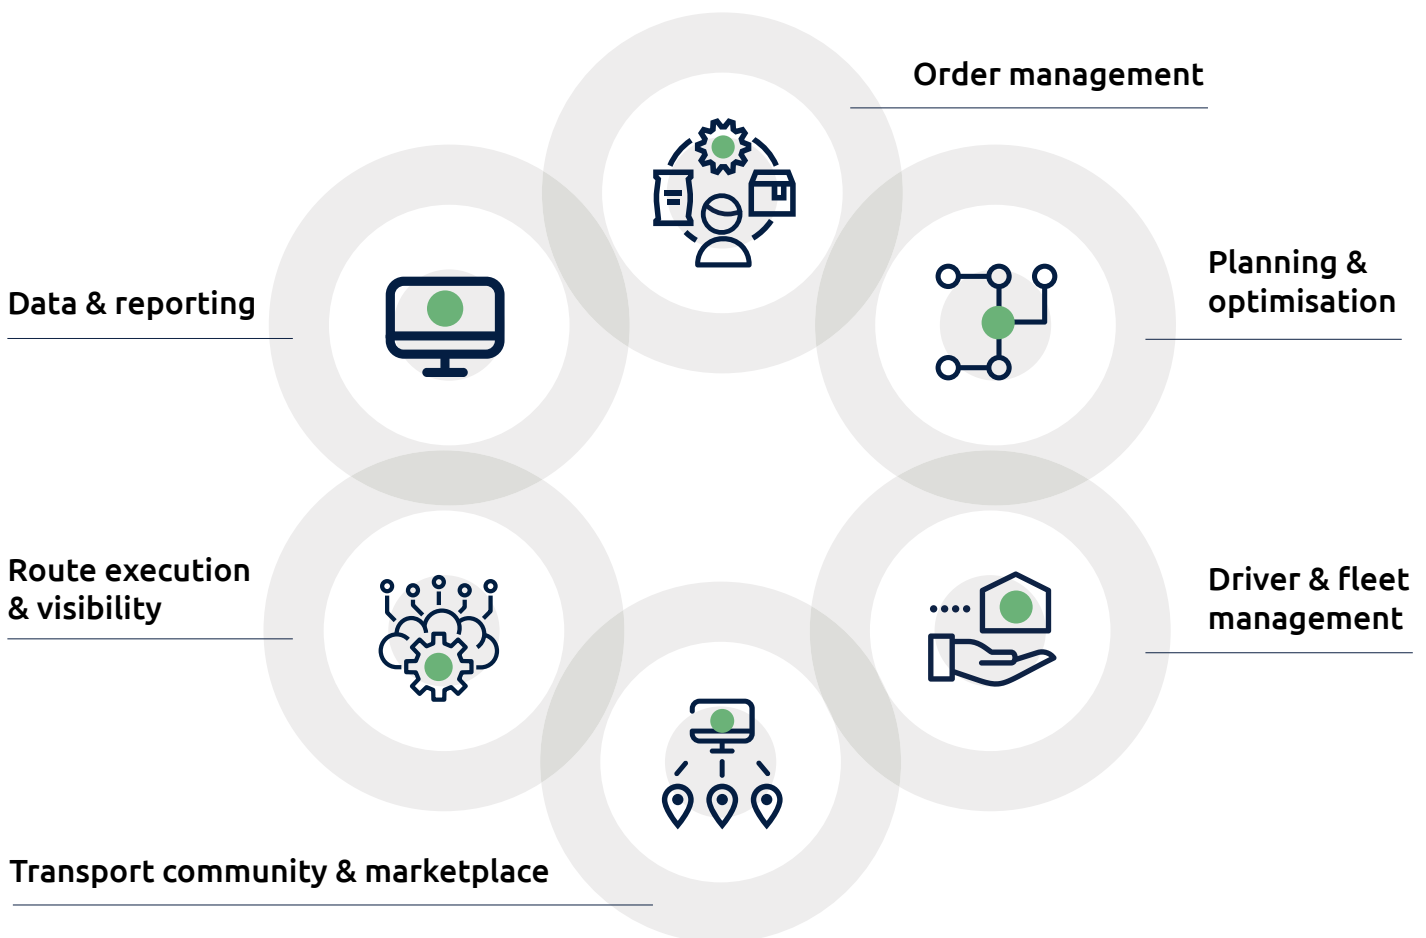 Order management
Planning &
optimisation
Data & reporting
Route execution
& visibility
Driver & fleet
management
Transport community & marketplace